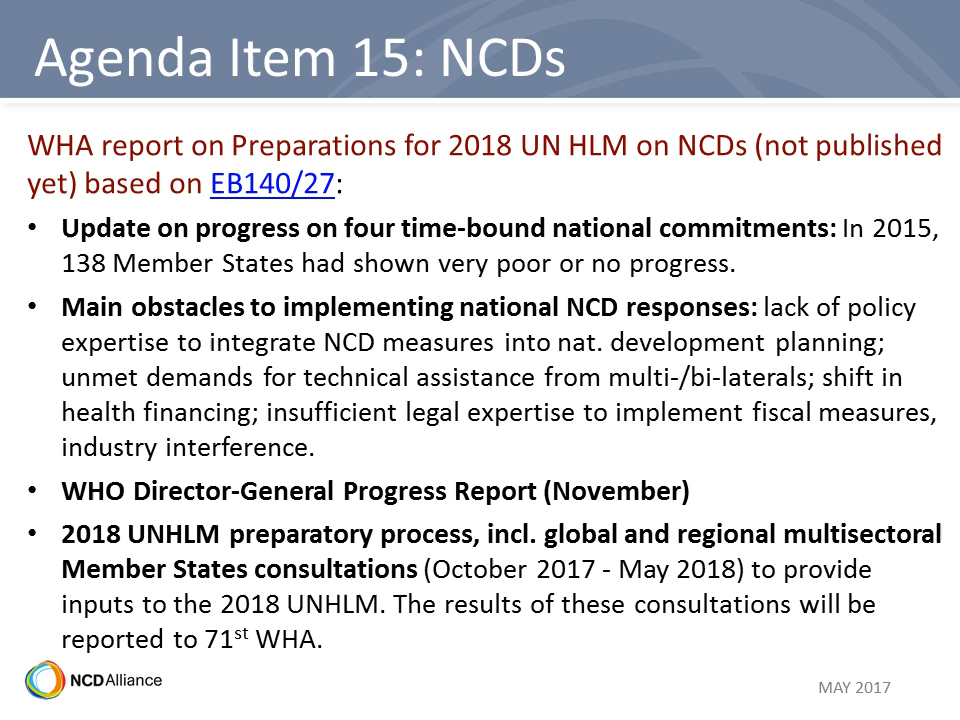 Agenda Item 15: NCDs
WHA report on Preparations for 2018 UN HLM on NCDs (not published
yet) based on EB140/27:
• Update on progress on four time-bound national commitments: In 2015,
138 Member States had shown very poor or no progress.
• Main obstacles to implementing national NCD responses: lack of policy
expertise to integrate NCD measures into nat. development planning;
unmet demands for technical assistance from multi-/bi-laterals; shift in
health financing; insufficient legal expertise to implement fiscal measures,
industry interference.
• WHO Director-General Progress Report (November)
• 2018 UNHLM preparatory process, incl. global and regional multisectoral
Member States consultations (October 2017 - May 2018) to provide
inputs to the 2018 UNHLM. The results of these consultations will be
reported to 71st WHA.
NCD Alliance
MAY 2017